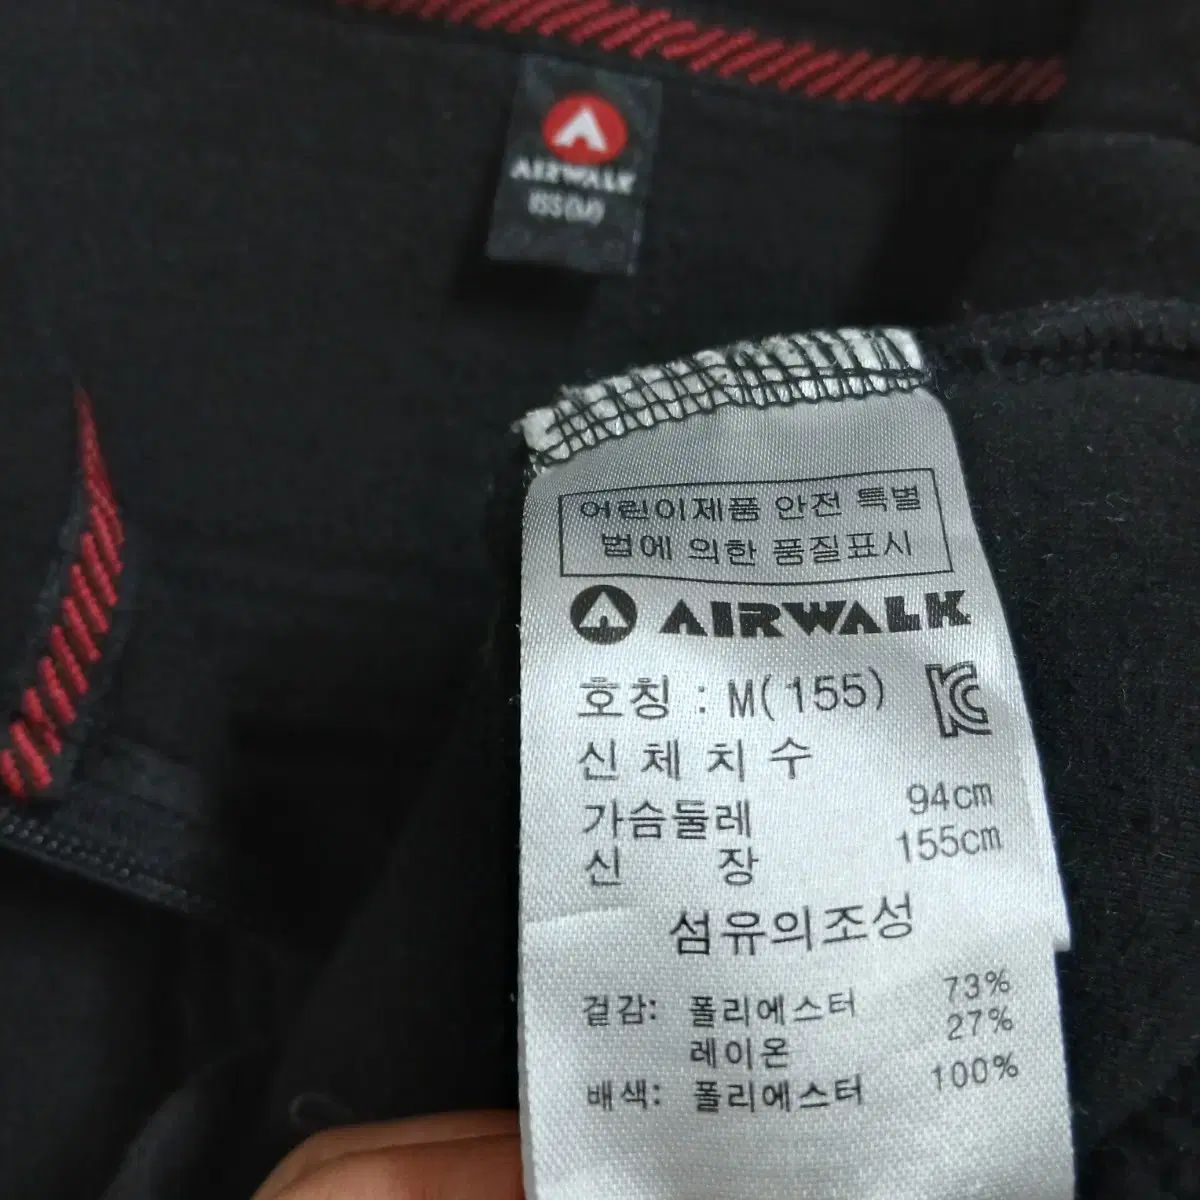 AIRWALK
155(M)
어린이제품 안전 특별
법에 의한 품질표시
AIRWALK
호칭 : M(155)
신체치수
가슴둘레 94cm
신 장 155cm
섬유의조성
겉감: 폴리에스터 73%
레이온 27%
배색: 폴리에스터 100%